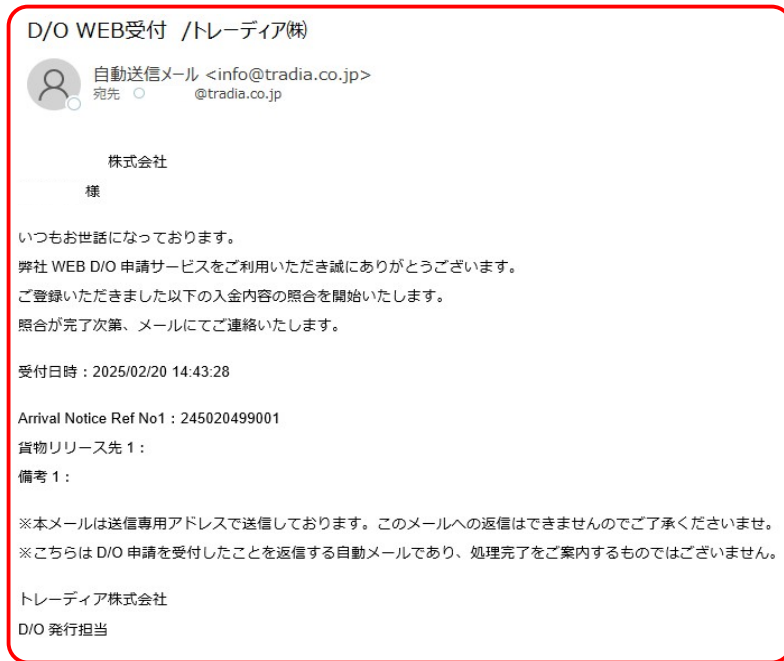 D/O WEB受付 /トレーディア㈱
自動送信メール <info@tradia.co.jp>
宛先 @tradia.co.jp
株式会社
様
いつもお世話になっております。
弊社 WEB D/O 申請サービスをご利用いただき誠にありがとうございます。
ご登録いただきました以下の入金内容の照合を開始いたします。
照合が完了次第、メールにてご連絡いたします。
受付日時：2025/02/20 14:43:28
Arrival Notice Ref No1：245020499001
貨物リリース先 1：
備考 1：
※本メールは送信専用アドレスで送信しております。このメールへの返信はできませんのでご了承くださいませ。
※こちらは D/O 申請を受付したことを返信する自動メールであり、処理完了をご案内するものではございません。
トレーディア株式会社
D/O 発行担当